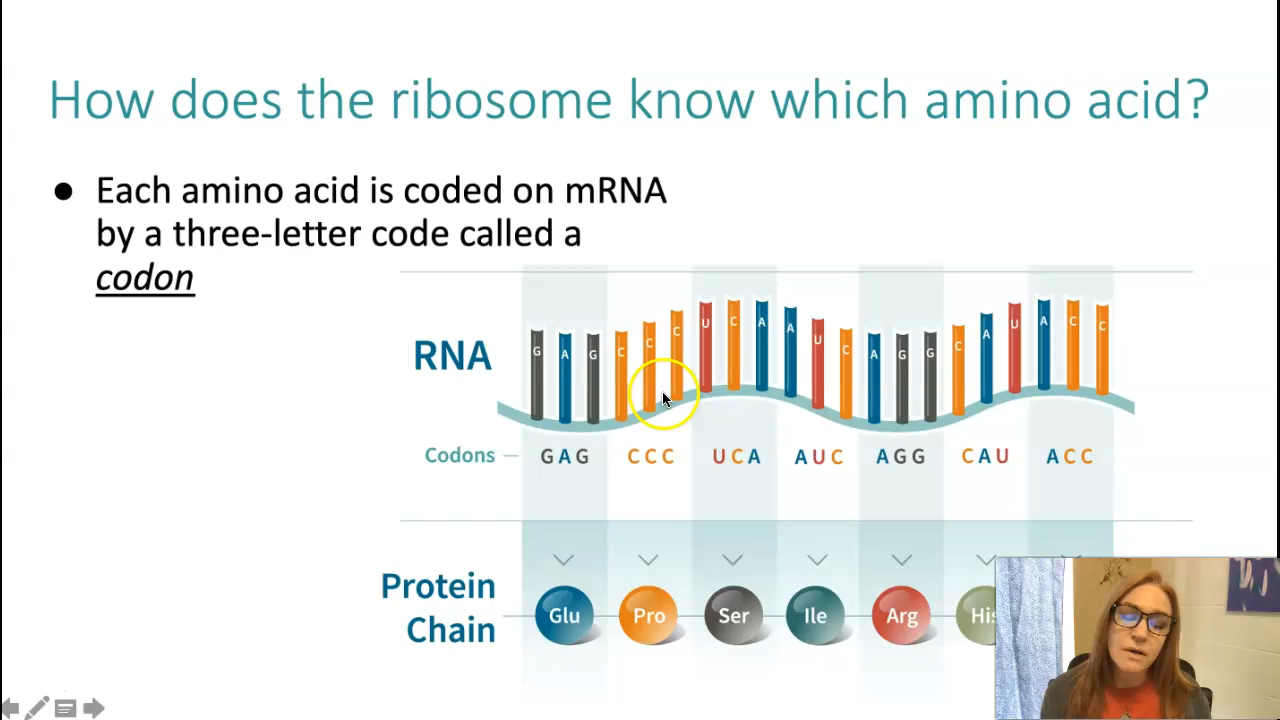 How does the ribosome know which amino acid?
● Each amino acid is coded on mRNA
by a three-letter code called a
codon
RNA
G A G C C C U C A A U C A G G C A U A C C
Codons
GAG CCC UCA AUC AGG CAU ACC
Protein
Chain
Glu Pro Ser Ile Arg His